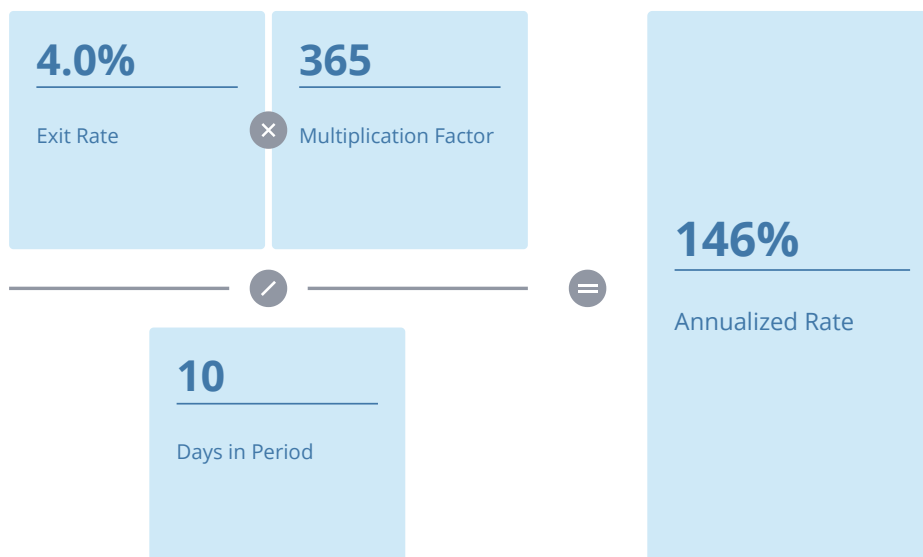 4.0%
Exit Rate
×
365
Multiplication Factor
/
10
Days in Period
=
146%
Annualized Rate